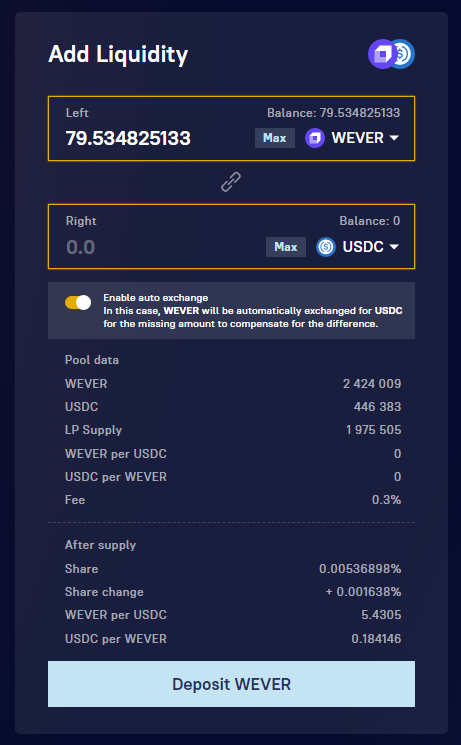 Add Liquidity
Left Balance: 79.534825133
79.534825133 Max WEVER
Right Balance: 0
0.0 Max USDC
Enable auto exchange
In this case, WEVER will be automatically exchanged for USDC
for the missing amount to compensate for the difference.
Pool data
WEVER 2 424 009
USDC 446 383
LP Supply 1 975 505
WEVER per USDC 0
USDC per WEVER 0
Fee 0.3%
After supply
Share 0.00536898%
Share change + 0.001638%
WEVER per USDC 5.4305
USDC per WEVER 0.184146
Deposit WEVER